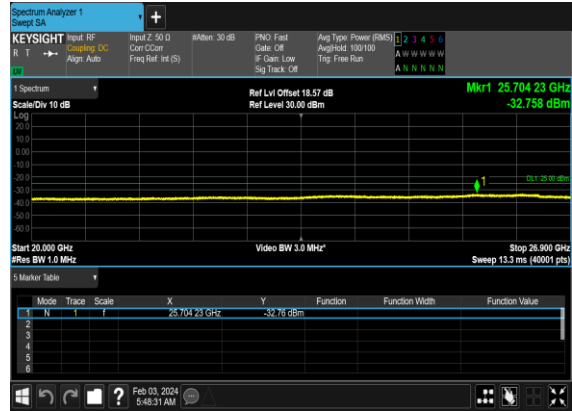 Spectrum Analyzer 1
Swept SA
+
KEYSIGHT Input: RF Input Z: 50 Ω #Atten: 30 dB PNO: Fast Avg Type: Power (RMS) 1 2 3 4 5 6
R T Coupling: DC Corr CCorr Gate: Off Avg|Hold: 100/100 A W W W W W
Align: Auto Freq Ref: Int (S) IF Gain: Low Trig: Free Run
Sig Track: Off A N N N N N
1 Spectrum Ref Lvl Offset 18.57 dB Mkr1 25.704 23 GHz
Scale/Div 10 dB Ref Level 30.00 dBm -32.758 dBm
Log
20.0
10.0
0.00
-10.0
-20.0
1
DL1 -25.00 dBm
-30.0
-40.0
-50.0
-60.0
Start 20.000 GHz Video BW 3.0 MHz* Stop 26.900 GHz
#Res BW 1.0 MHz Sweep 13.3 ms (40001 pts)
5 Marker Table
Mode Trace Scale X Y Function Function Width Function Value
1 N 1 f 25.704 23 GHz -32.76 dBm
2
3
4
5
6
? Feb 03, 2024
5:48:31 AM